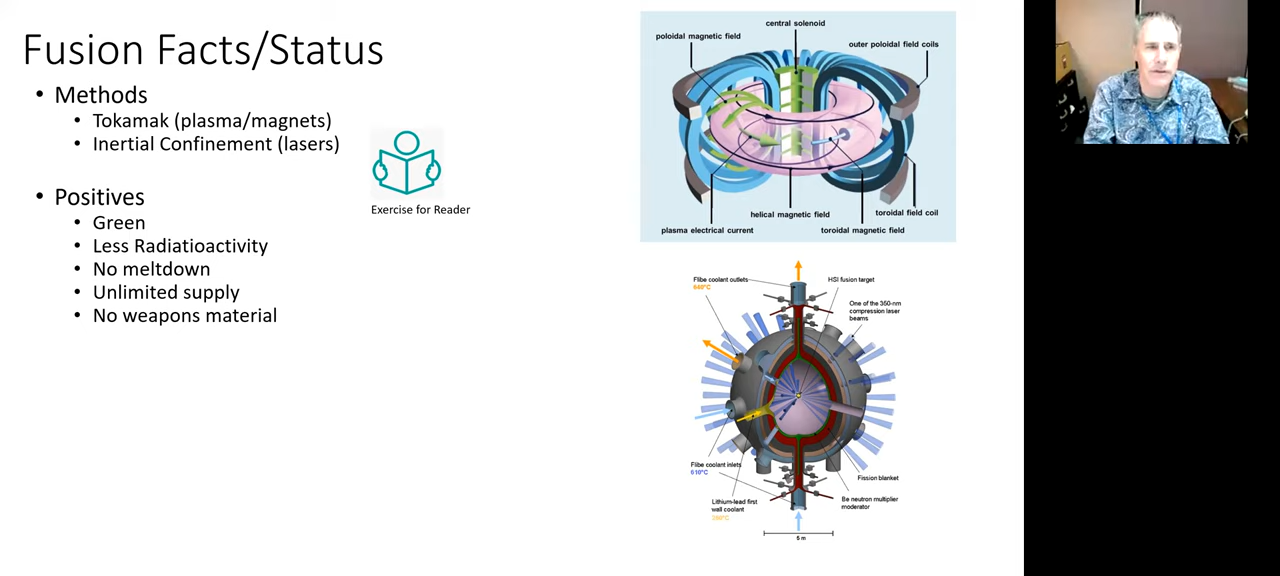 Fusion Facts/Status
• Methods
• Tokamak (plasma/magnets)
• Inertial Confinement (lasers)
Exercise for Reader
• Positives
• Green
• Less Radiatioactivity
• No meltdown
• Unlimited supply
• No weapons material
central solenoid
poloidal magnetic field
outer poloidal field coils
helical magnetic field
toroidal field coil
plasma electrical current
toroidal magnetic field
Flibe coolant outlets
640°C
HSI fusion target
One of the 350-nm
compression laser
beams
Flibe coolant inlets
610°C
Fission blanket
Lithium-lead first
wall coolant
Be neutron multiplier
moderator
5 m